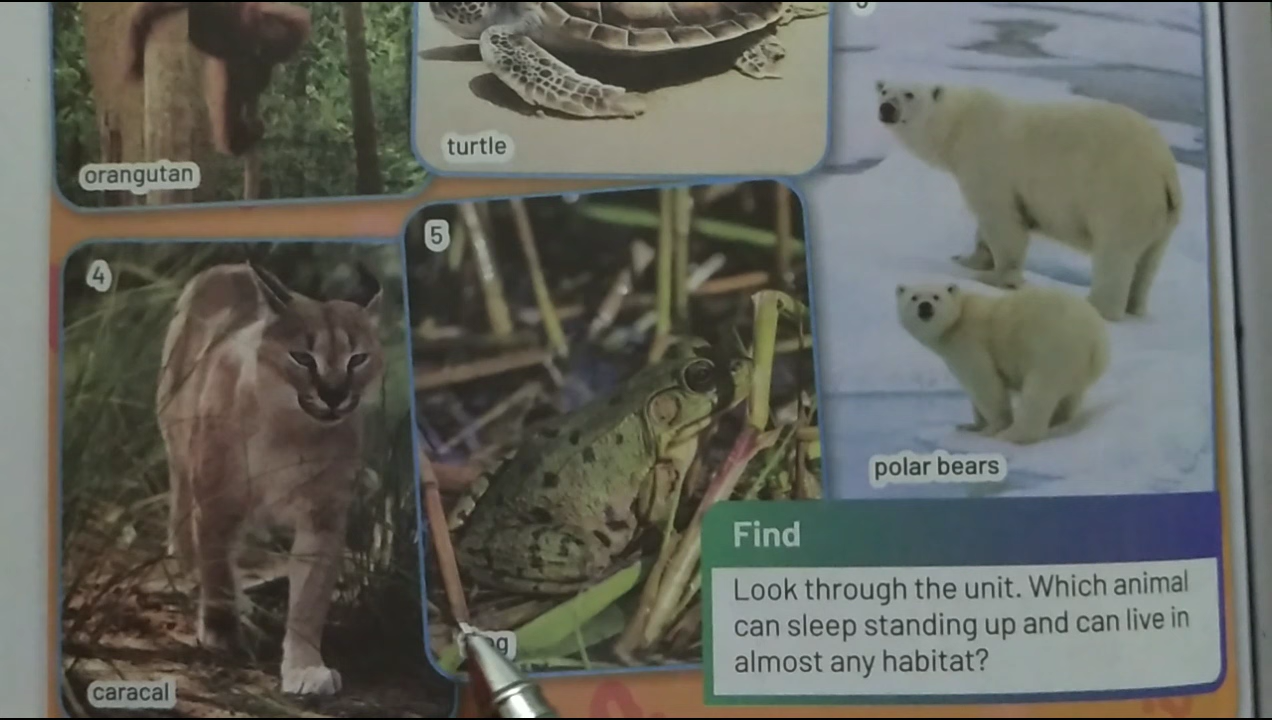 orangutan
turtle
4
5
caracal
polar bears
Find
Look through the unit. Which animal
can sleep standing up and can live in
almost any habitat?